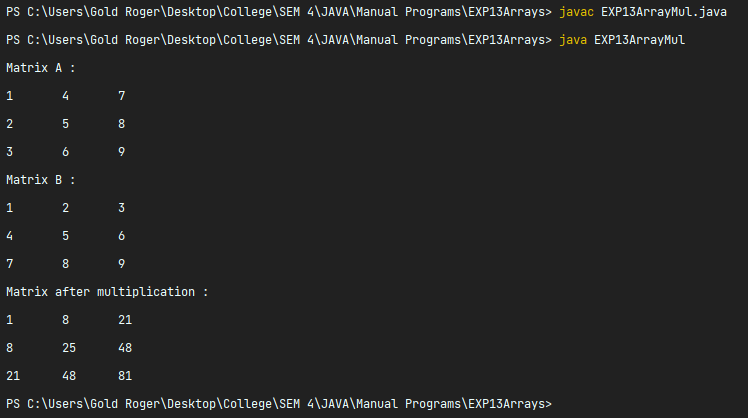 PS C:\Users\Gold Roger\Desktop\College\SEM 4\JAVA\Manual Programs\EXP13Arrays> javac EXP13ArrayMul.java
PS C:\Users\Gold Roger\Desktop\College\SEM 4\JAVA\Manual Programs\EXP13Arrays> java EXP13ArrayMul
Matrix A :
1 4 7
2 5 8
3 6 9
Matrix B :
1 2 3
4 5 6
7 8 9
Matrix after multiplication :
1 8 21
8 25 48
21 48 81
PS C:\Users\Gold Roger\Desktop\College\SEM 4\JAVA\Manual Programs\EXP13Arrays>